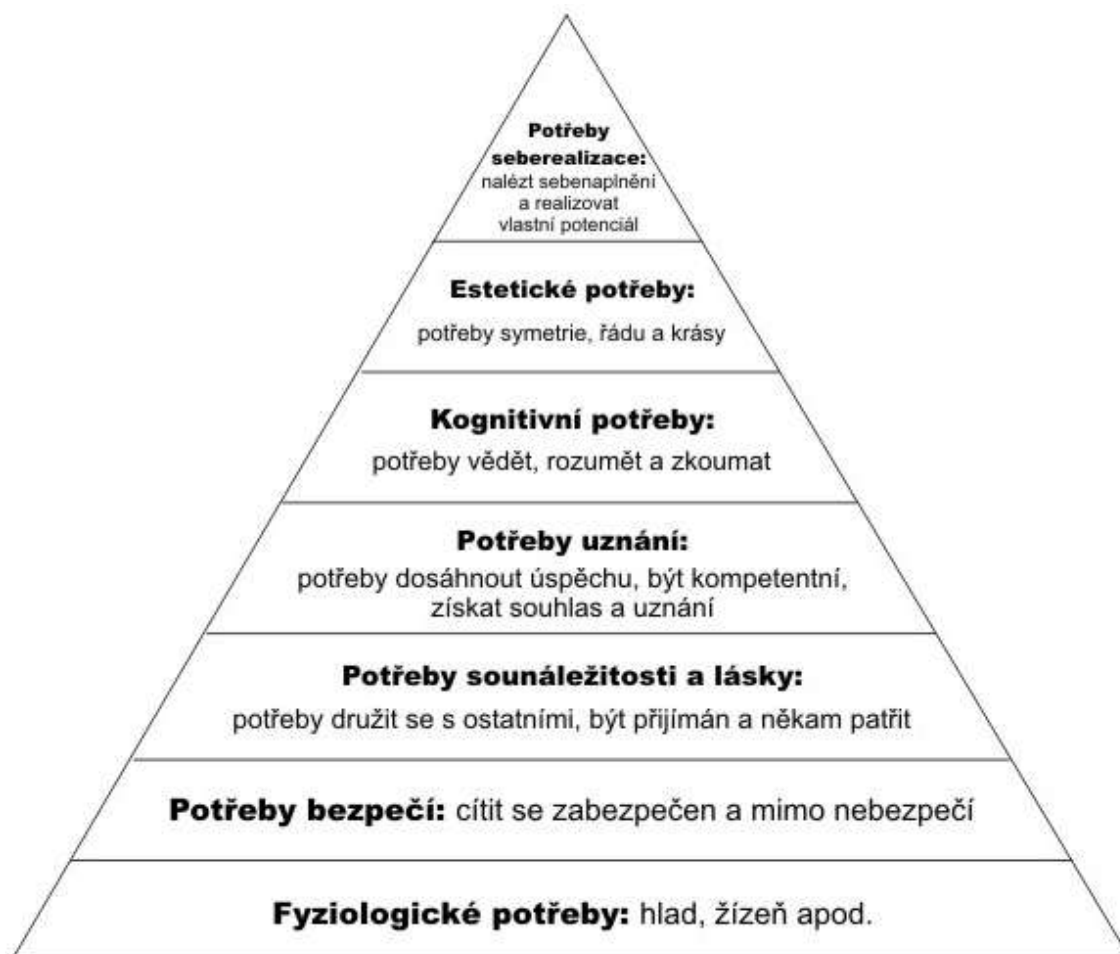 Potřeby
seberealizace:
nalézt sebenaplnění
a realizovat
vlastní potenciál
Estetické potřeby:
potřeby symetrie, řádu a krásy
Kognitivní potřeby:
potřeby vědět, rozumět a zkoumat
Potřeby uznání:
potřeby dosáhnout úspěchu, být kompetentní,
získat souhlas a uznání
Potřeby sounáležitosti a lásky:
potřeby družit se s ostatními, být přijímán a někam patřit
Potřeby bezpečí: cítit se zabezpečen a mimo nebezpečí
Fyziologické potřeby: hlad, žízeň apod.